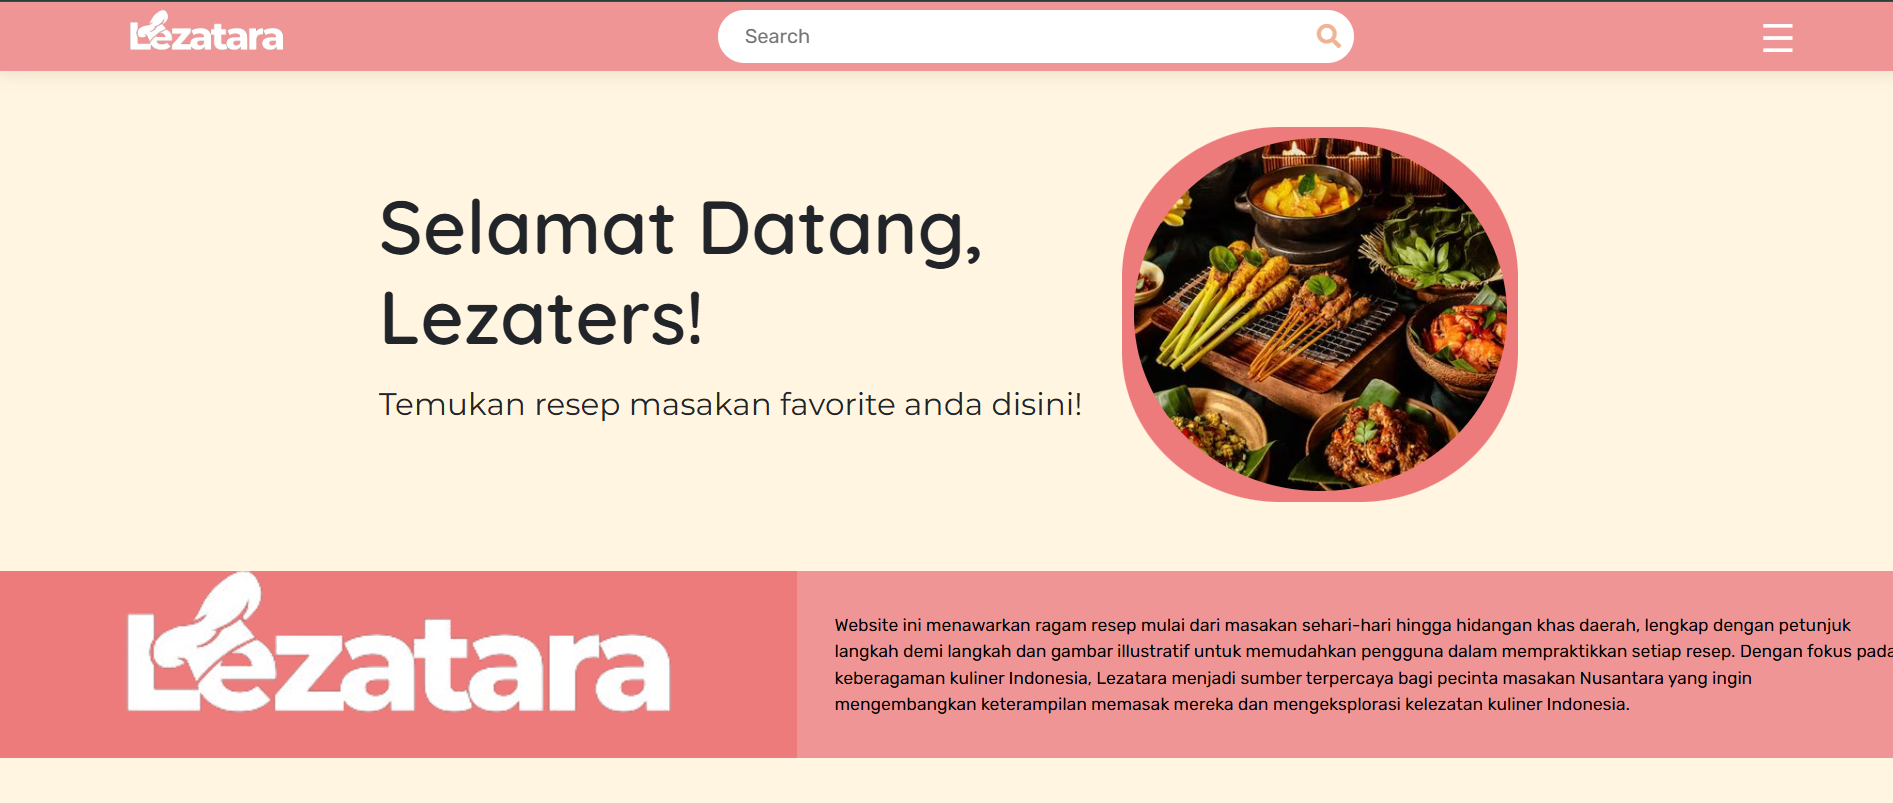 Lezatara
Search
Selamat Datang,
Lezaters!
Temukan resep masakan favorite anda disini!
Lezatara
Website ini menawarkan ragam resep mulai dari masakan sehari-hari hingga hidangan khas daerah, lengkap dengan petunjuk
langkah demi langkah dan gambar illustratif untuk memudahkan pengguna dalam mempraktikkan setiap resep. Dengan fokus pada
keberagaman kuliner Indonesia, Lezatara menjadi sumber terpercaya bagi pecinta masakan Nusantara yang ingin
mengembangkan keterampilan memasak mereka dan mengeksplorasi kelezatan kuliner Indonesia.